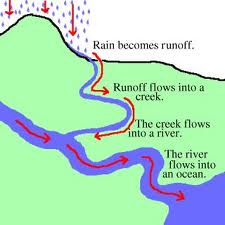 Rain becomes runoff.
Runoff flows into a
creek.
The creek flows
into a river.
The river
flows into
an ocean.